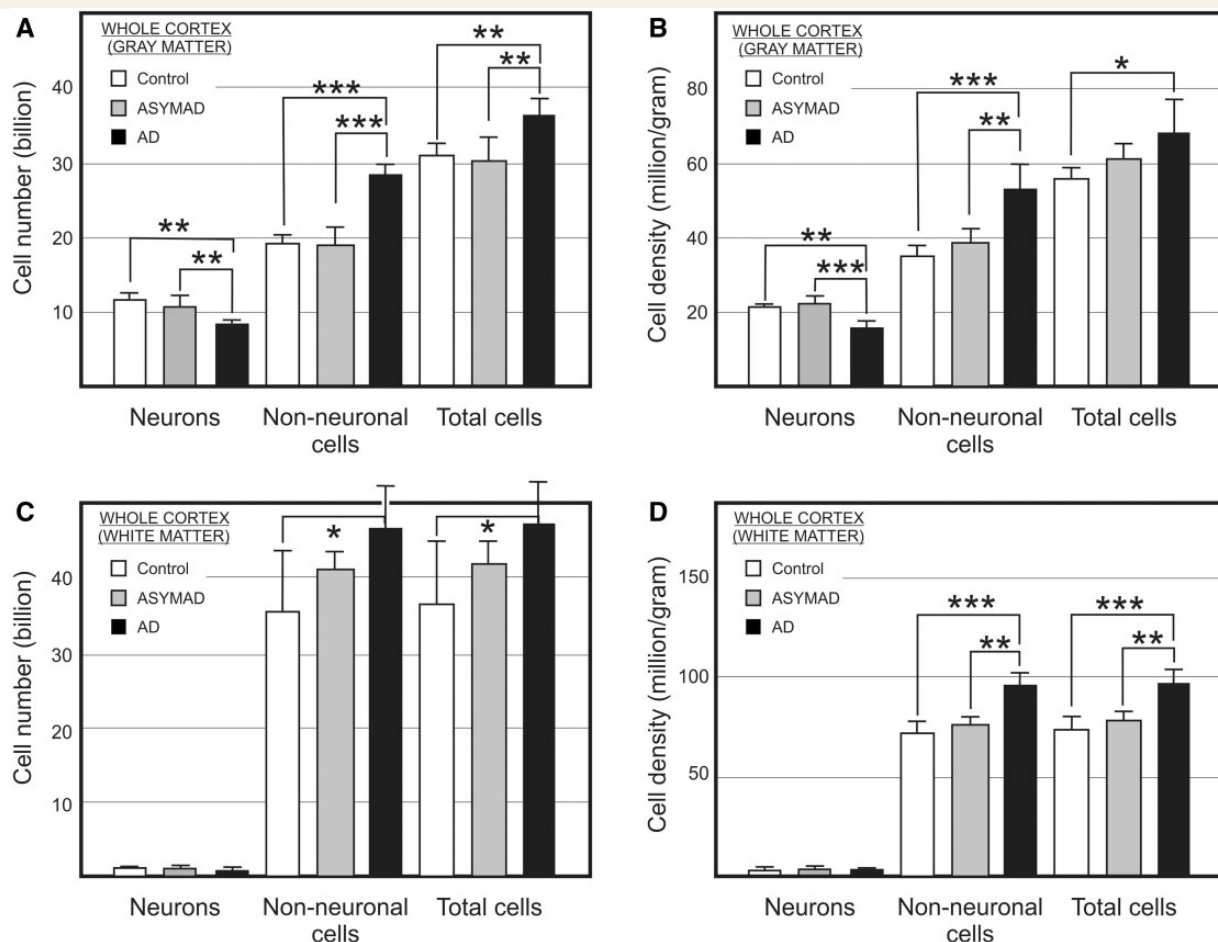 A
WHOLE CORTEX
(GRAY MATTER)
Control
ASYMAD
AD
Cell number (billion)
40
30
20
10
**
**
***
***
**
**
Neurons
Non-neuronal
cells
Total cells
B
WHOLE CORTEX
(GRAY MATTER)
Control
ASYMAD
AD
Cell density (million/gram)
80
60
40
20
**
***
***
**
*
Neurons
Non-neuronal
cells
Total cells
C
WHOLE CORTEX
(WHITE MATTER)
Control
ASYMAD
AD
Cell number (billion)
40
30
20
10
*
*
Neurons
Non-neuronal
cells
Total cells
D
WHOLE CORTEX
(WHITE MATTER)
Control
ASYMAD
AD
Cell density (million/gram)
150
100
50
***
**
***
**
Neurons
Non-neuronal
cells
Total cells